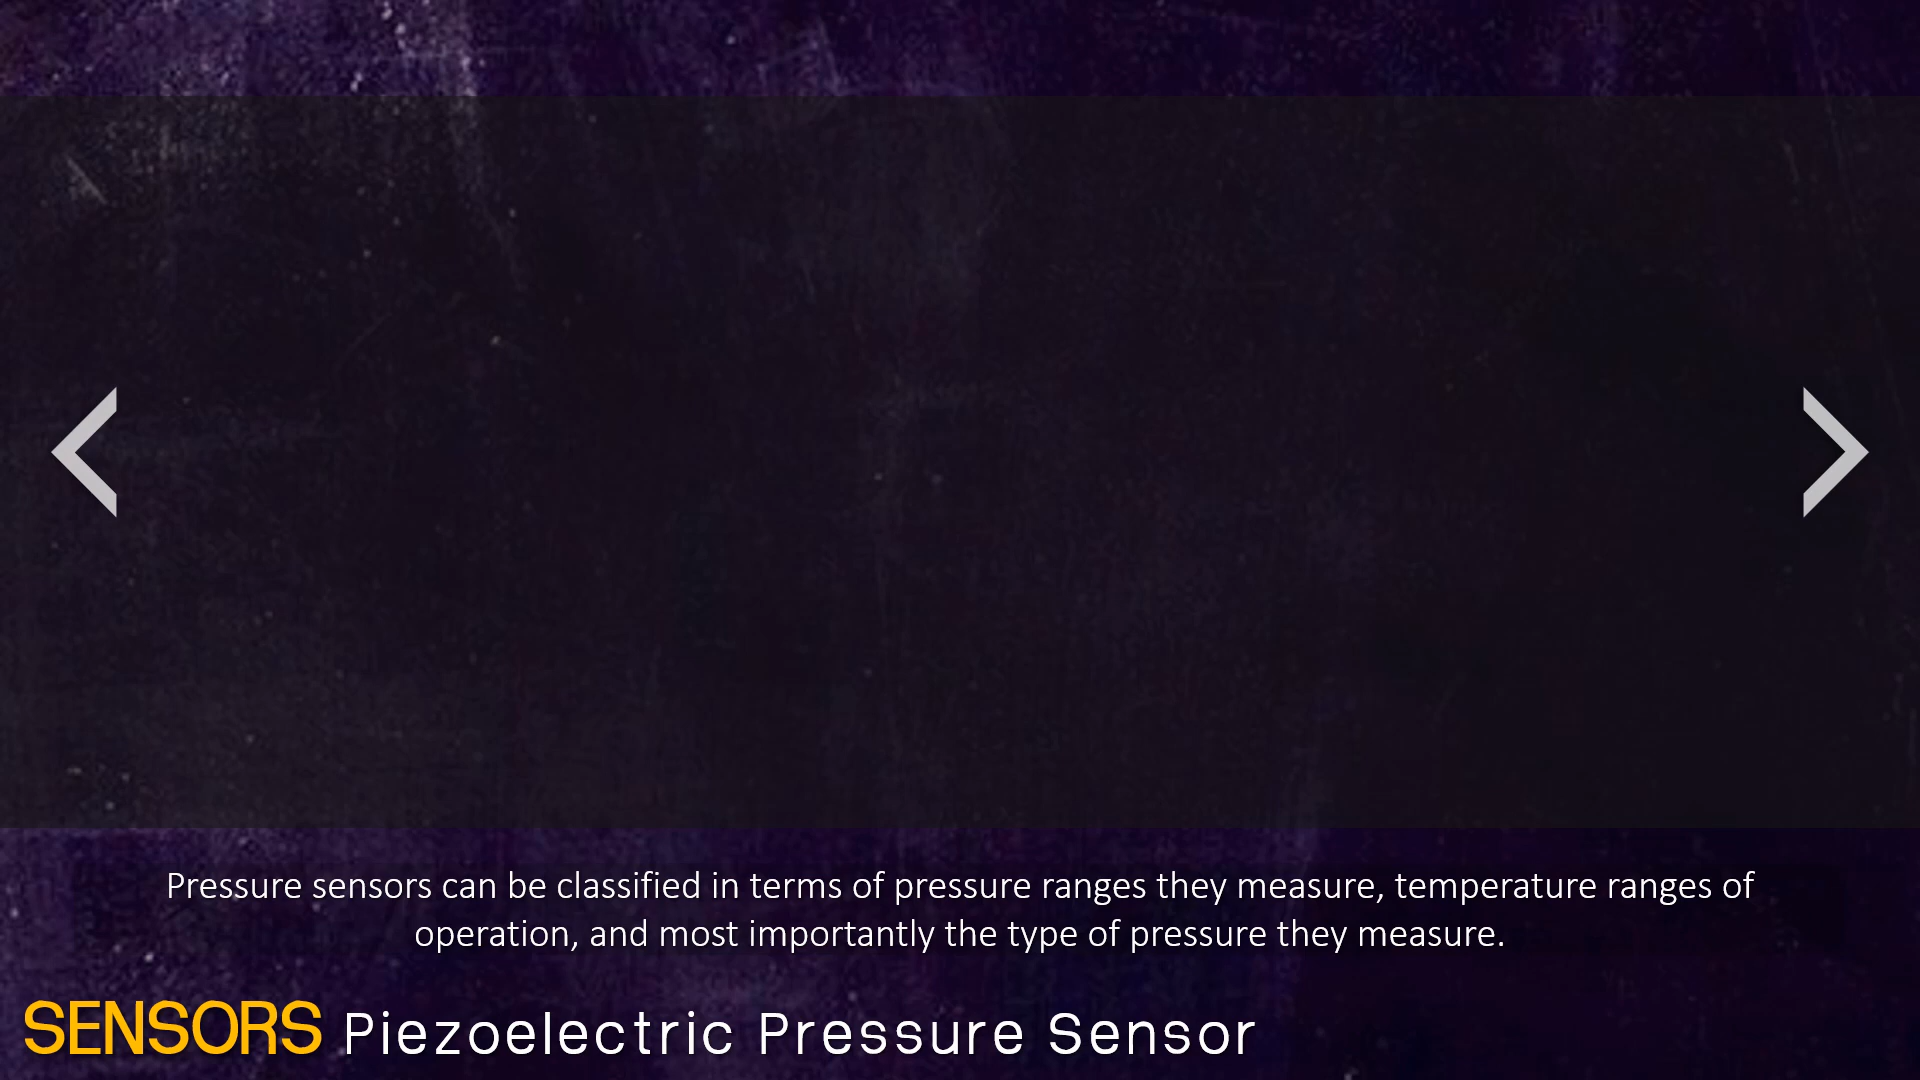 Pressure sensors can be classified in terms of pressure ranges they measure, temperature ranges of
operation, and most importantly the type of pressure they measure.
SENSORS Piezoelectric Pressure Sensor